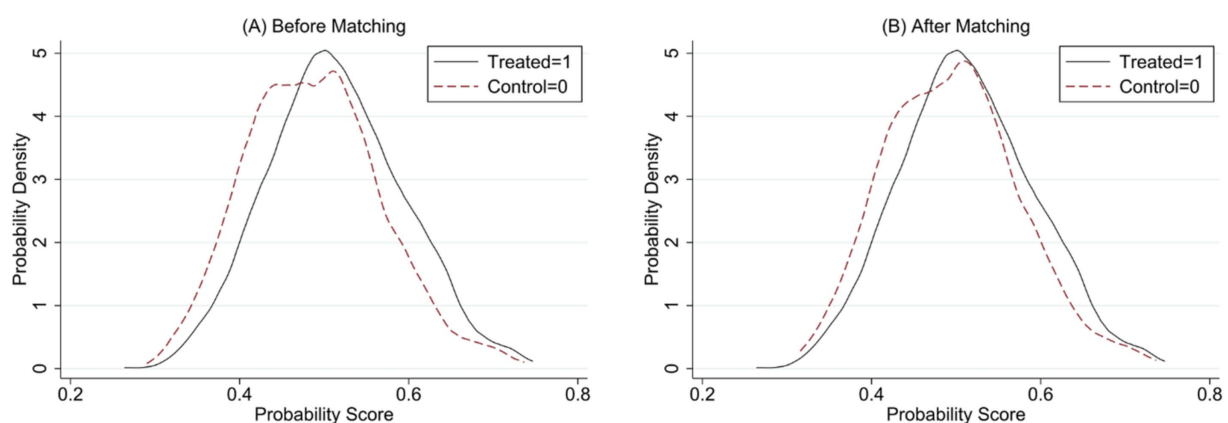 (A) Before Matching
Probability Density
5
4
3
2
1
0
Treated=1
Control=0
0.2 0.4 0.6 0.8
Probability Score
(B) After Matching
Probability Density
5
4
3
2
1
0
Treated=1
Control=0
0.2 0.4 0.6 0.8
Probability Score